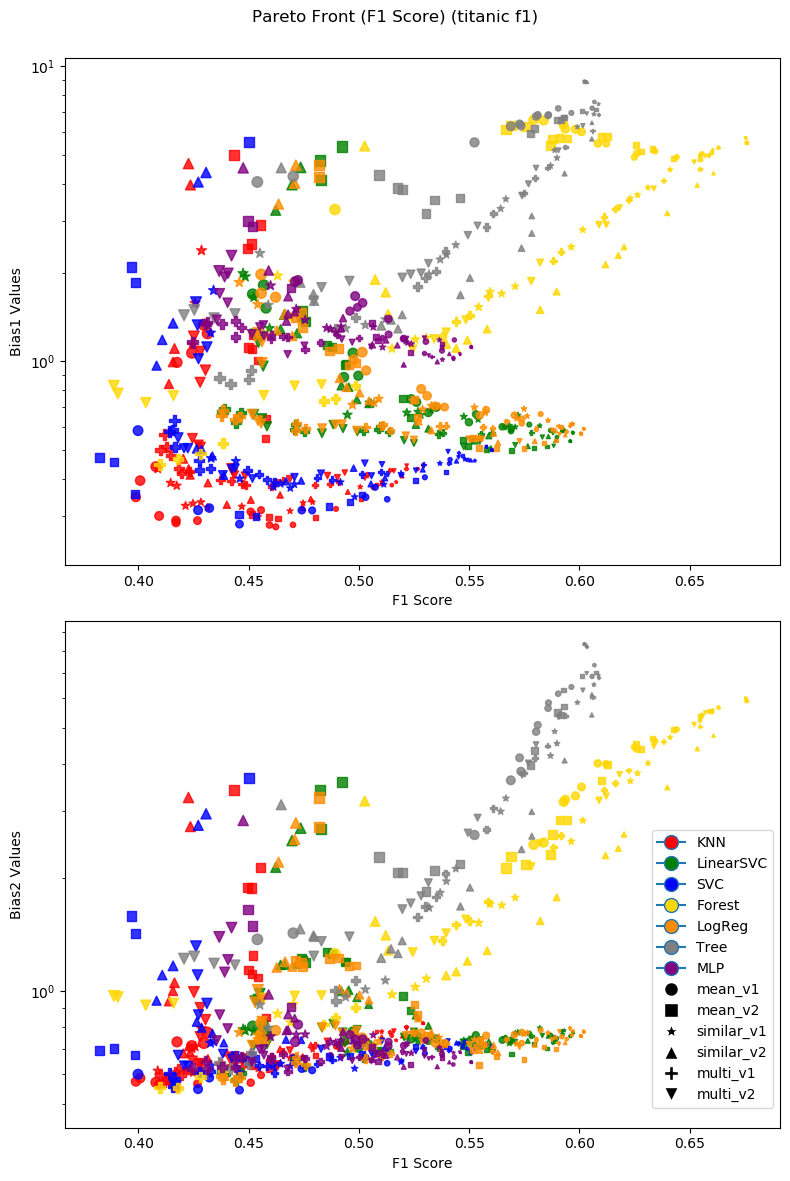 Pareto Front (F1 Score) (titanic f1)
10¹
10⁰
Bias1 Values
0.40 0.45 0.50 0.55 0.60 0.65
F1 Score
10⁰
Bias2 Values
KNN
LinearSVC
SVC
Forest
LogReg
Tree
MLP
mean_v1
mean_v2
similar_v1
similar_v2
multi_v1
multi_v2
0.40 0.45 0.50 0.55 0.60 0.65
F1 Score